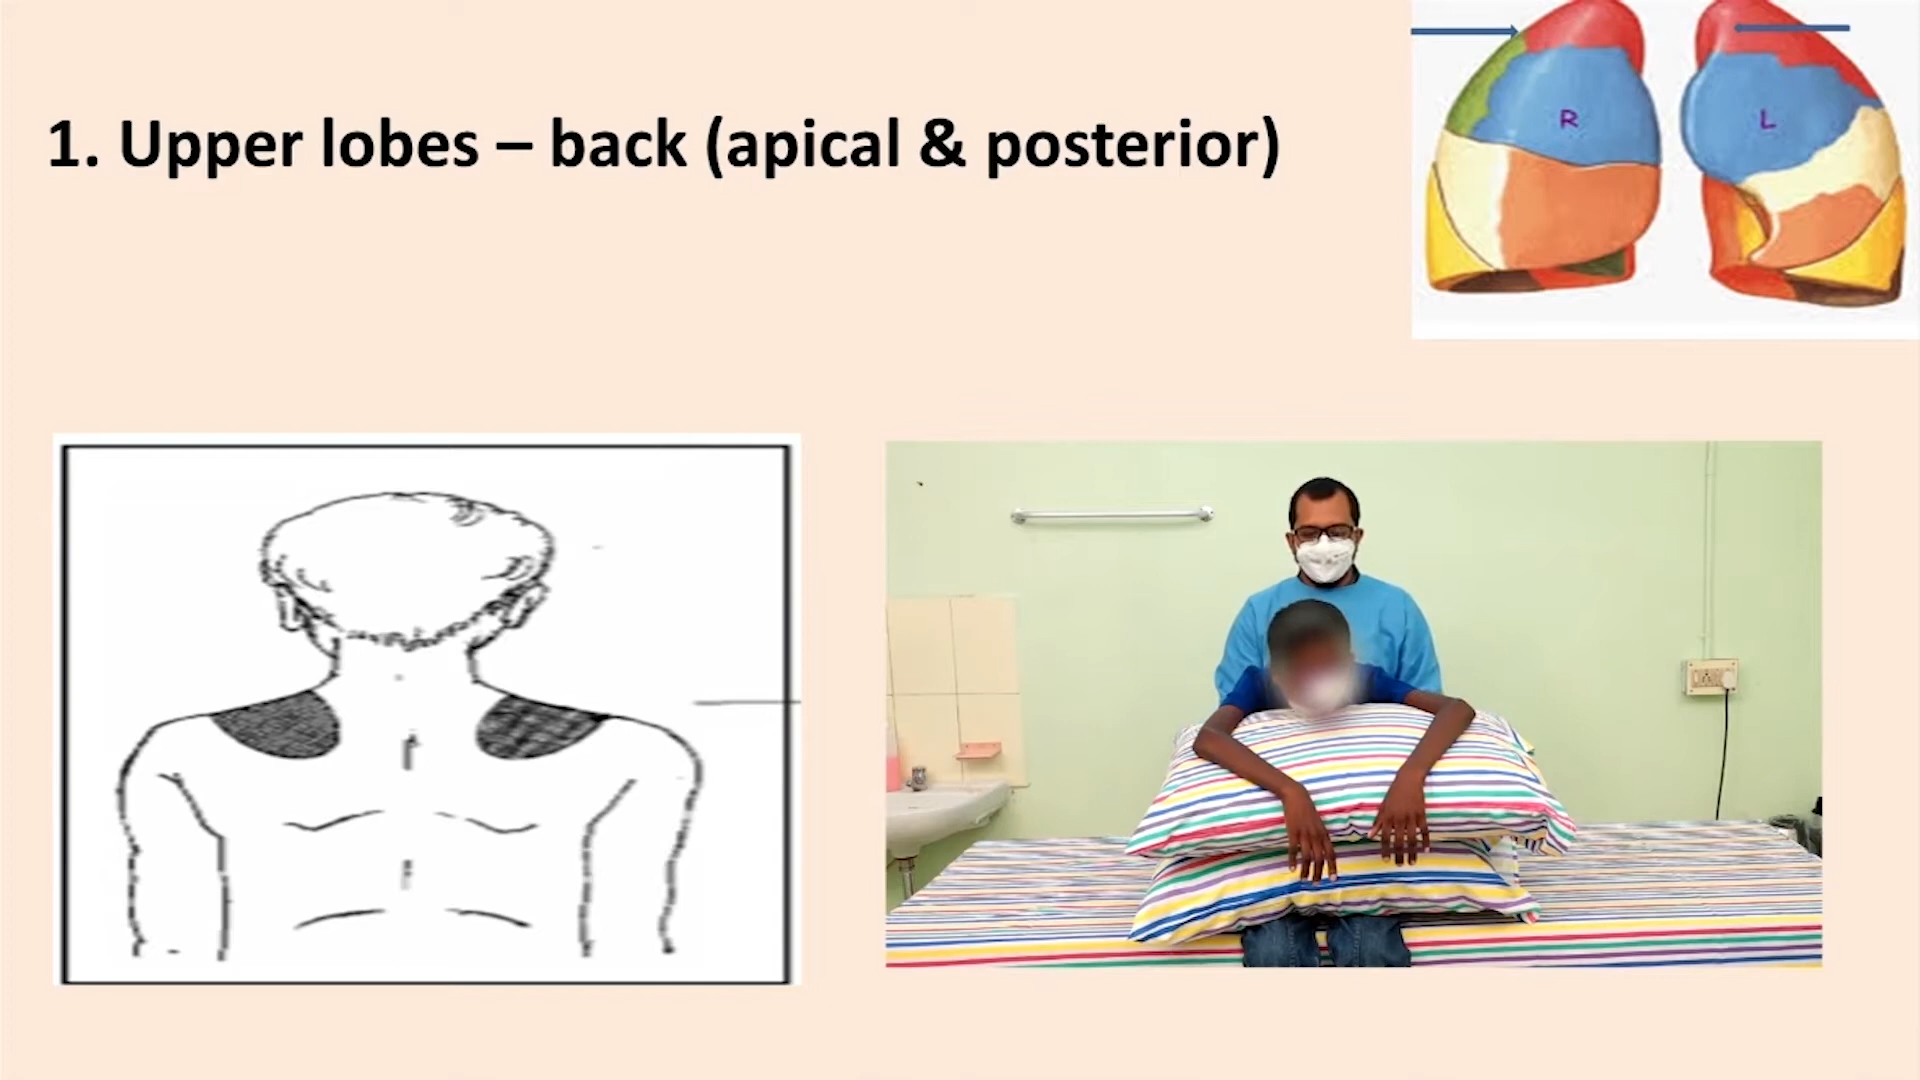 1. Upper lobes – back (apical & posterior)
R
L